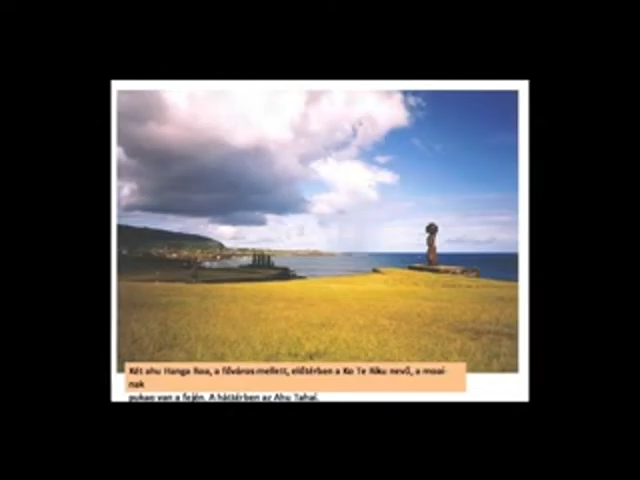 Két ahu Hanga Roa, a főváros mellett, előtérben a Ko Te Riku nevű, a moai-
nak
pukao van a fején. A háttérben az Ahu Tahai.